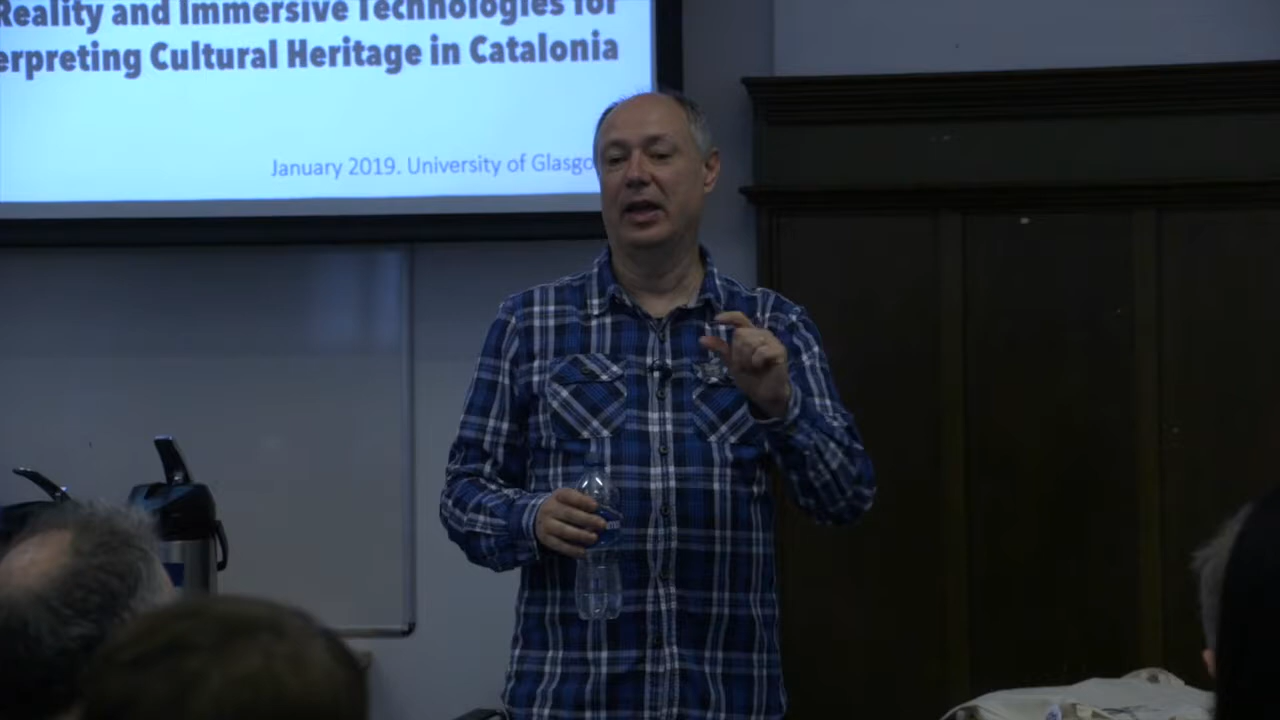 Reality and Immersive Technologies for
erpreting Cultural Heritage in Catalonia
January 2019. University of Glasgo